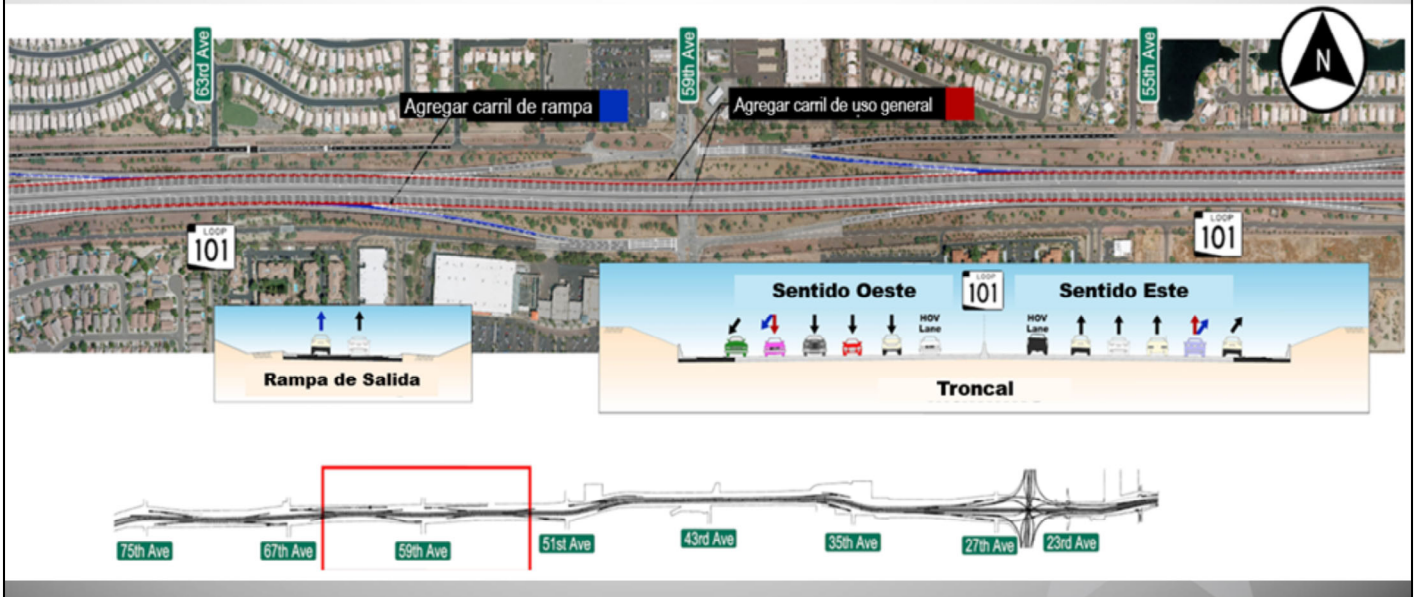 63rd Ave
59th Ave
55th Ave
N
Agregar carril de rampa
Agregar carril de uso general
LOOP
101
LOOP
101
Sentido Oeste
LOOP
101
Sentido Este
HOV
Lane
HOV
Lane
Rampa de Salida
Troncal
75th Ave
67th Ave
59th Ave
51st Ave
43rd Ave
35th Ave
27th Ave
23rd Ave